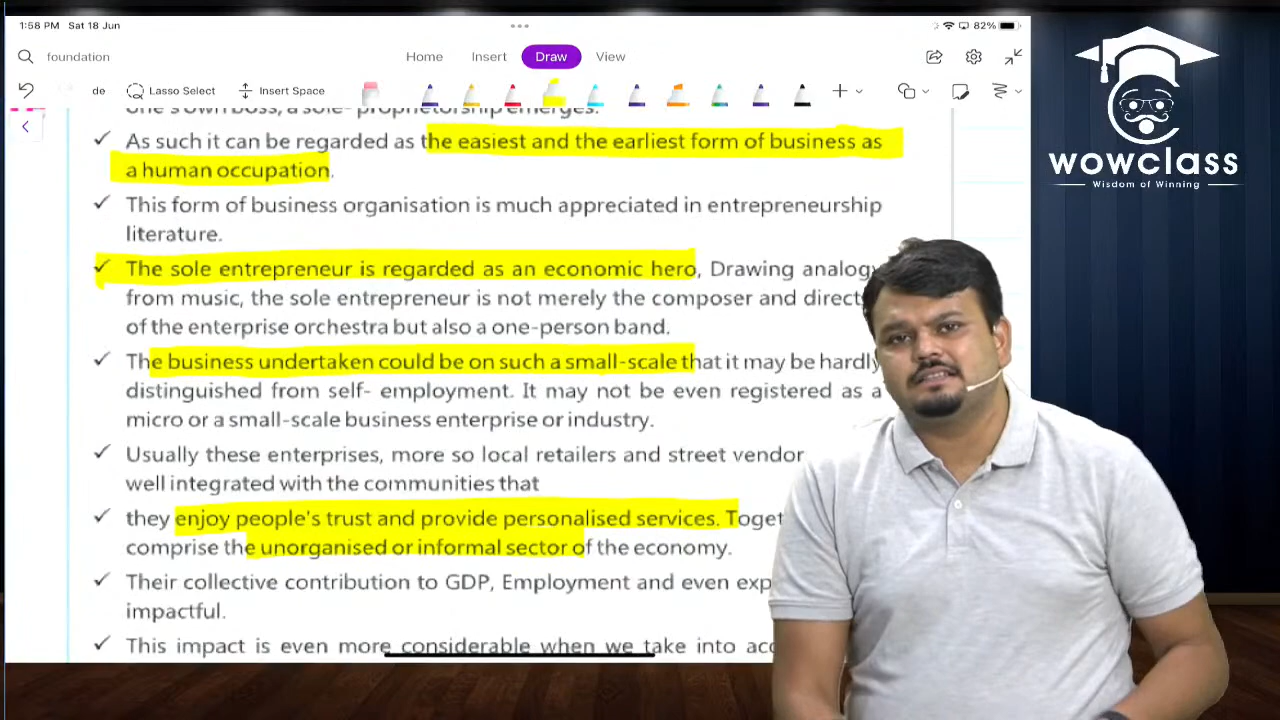 1:58 PM Sat 18 Jun
82%
foundation
Home Insert Draw View
de Lasso Select Insert Space
one's own boss, a sole- proprietorship emerges.
✓ As such it can be regarded as the easiest and the earliest form of business as
a human occupation.
✓ This form of business organisation is much appreciated in entrepreneurship
literature.
✓ The sole entrepreneur is regarded as an economic hero, Drawing analogy
from music, the sole entrepreneur is not merely the composer and direct
of the enterprise orchestra but also a one-person band.
✓ The business undertaken could be on such a small-scale that it may be hardly
distinguished from self- employment. It may not be even registered as a
micro or a small-scale business enterprise or industry.
✓ Usually these enterprises, more so local retailers and street vendor
well integrated with the communities that
✓ they enjoy people's trust and provide personalised services. Toget
comprise the unorganised or informal sector of the economy.
✓ Their collective contribution to GDP, Employment and even exp
impactful.
✓ This impact is even more considerable when we take into acc
wowclass
Wisdom of Winning